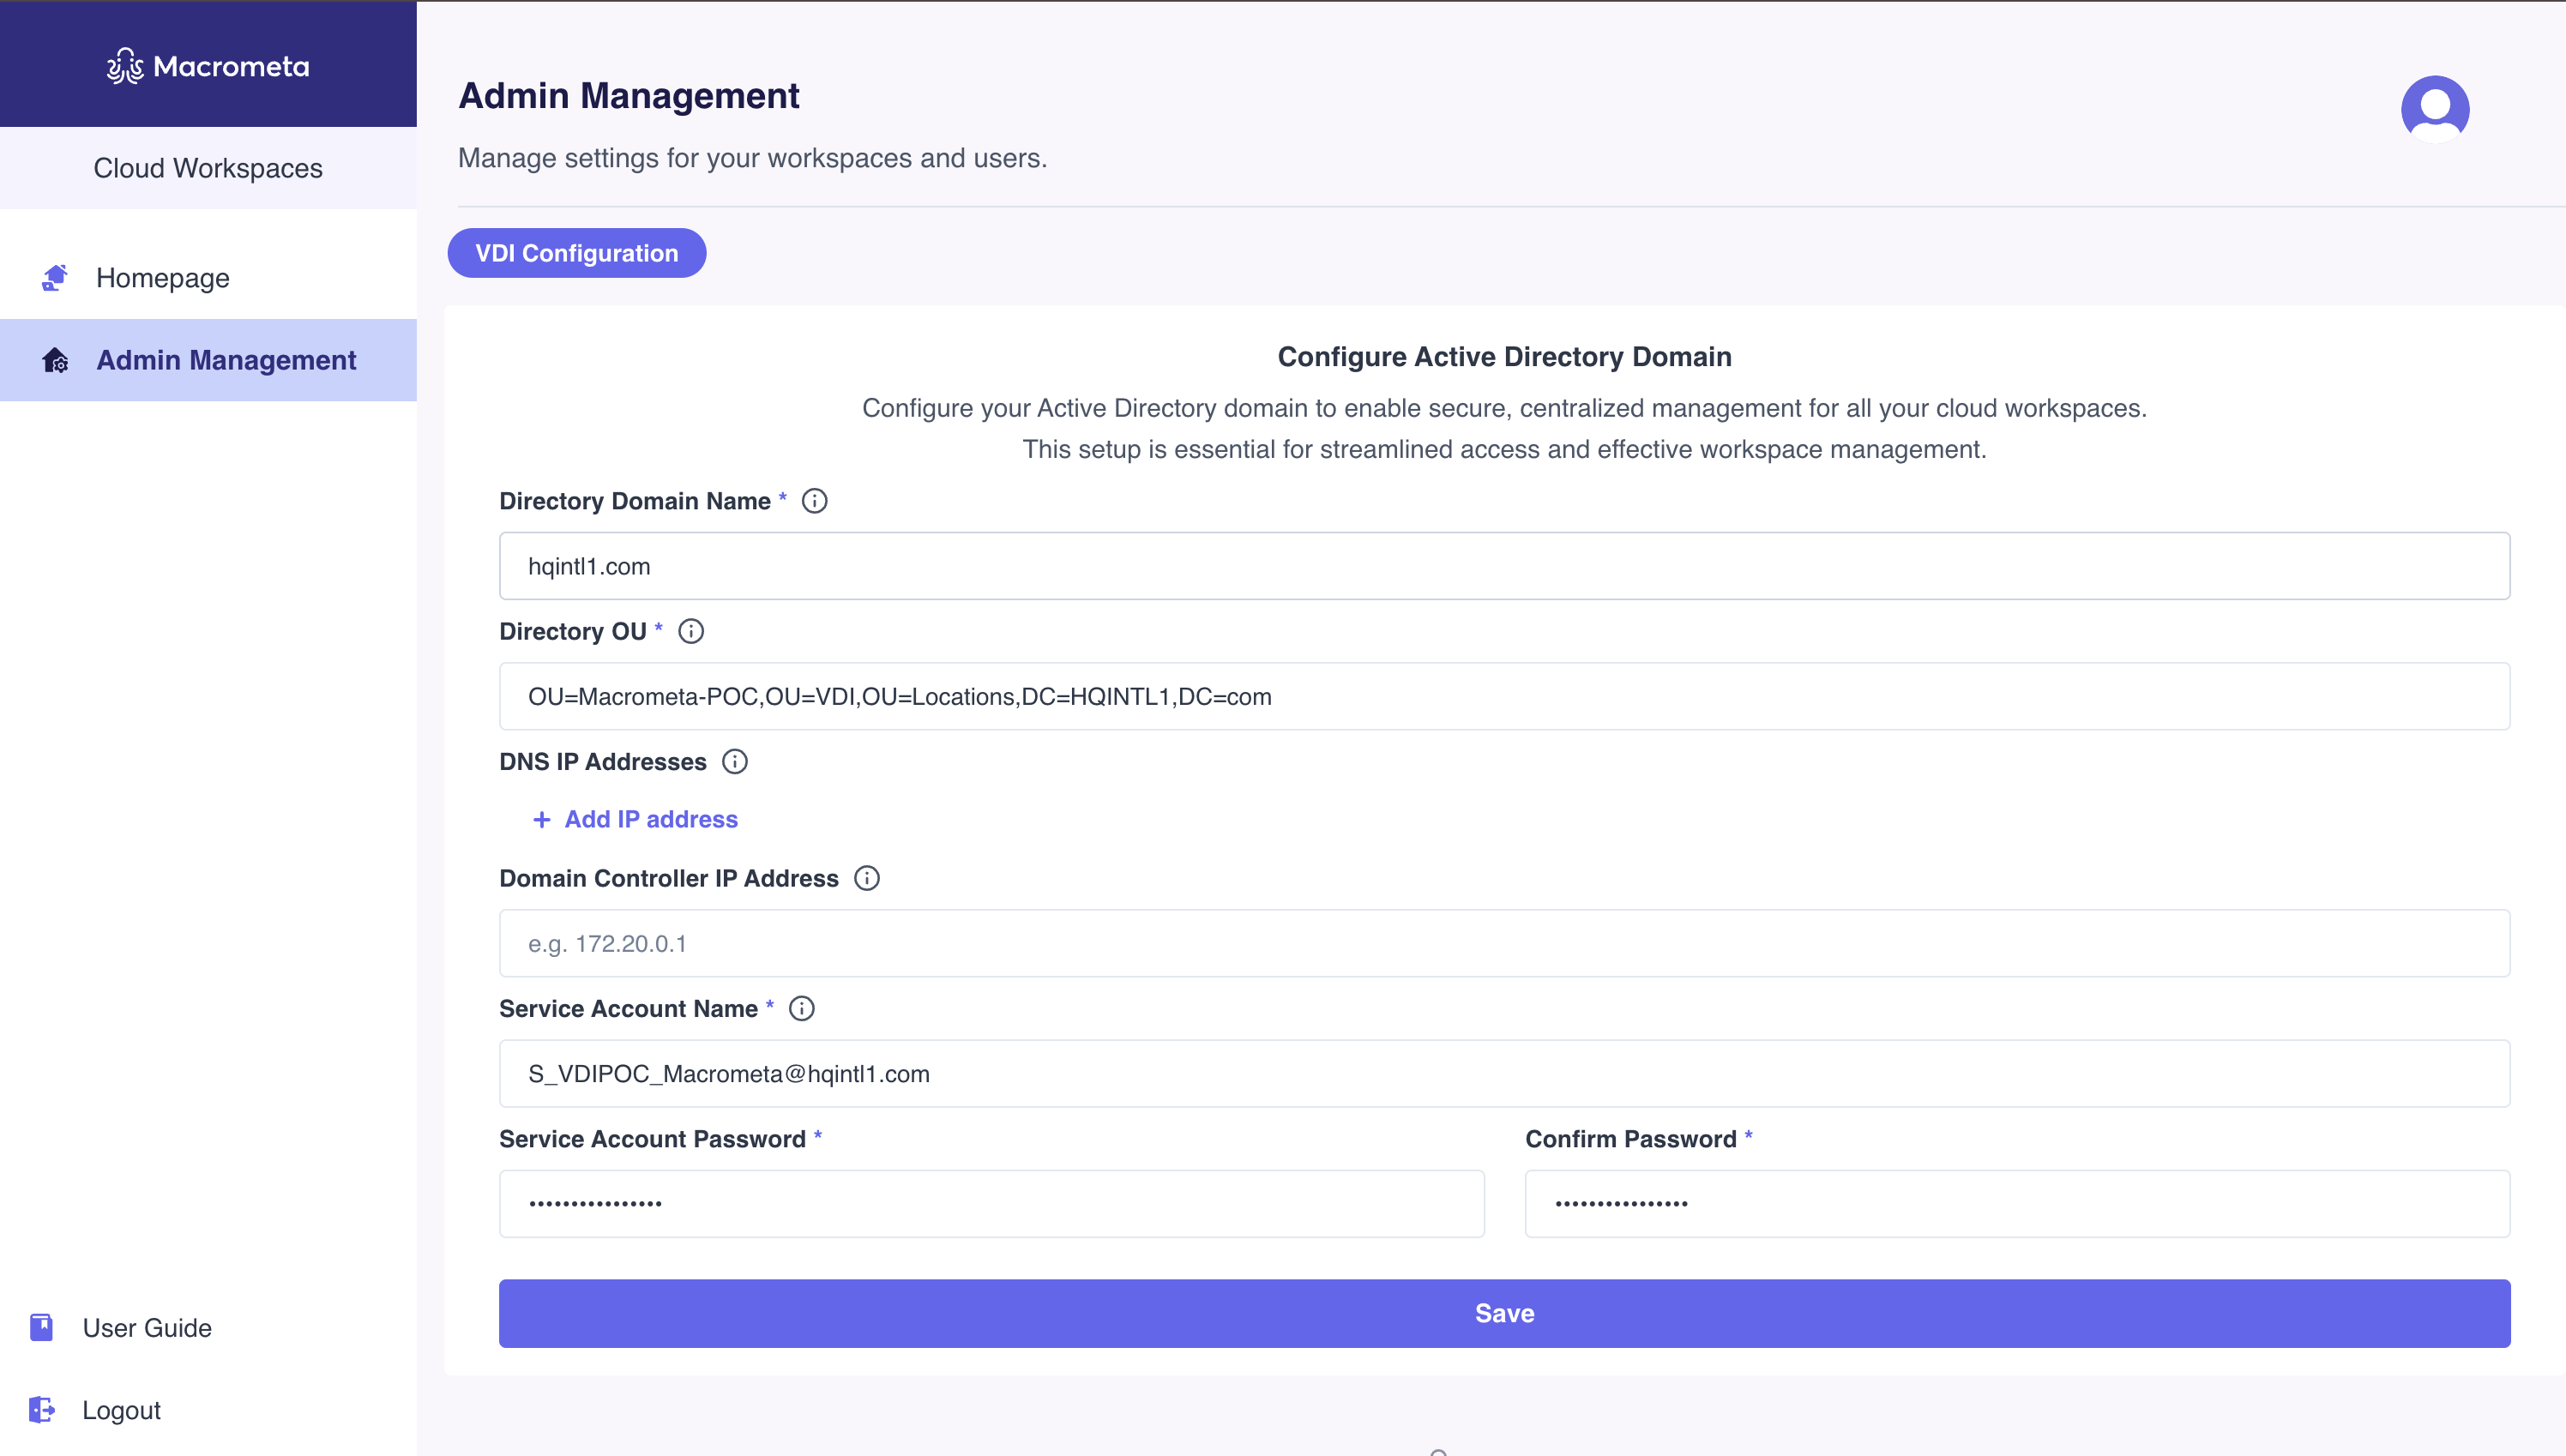 Macrometa
Cloud Workspaces
Homepage
Admin Management
User Guide
Logout
Admin Management
Manage settings for your workspaces and users.
VDI Configuration
Configure Active Directory Domain
Configure your Active Directory domain to enable secure, centralized management for all your cloud workspaces.
This setup is essential for streamlined access and effective workspace management.
Directory Domain Name *
hqintl1.com
Directory OU *
OU=Macrometa-POC,OU=VDI,OU=Locations,DC=HQINTL1,DC=com
DNS IP Addresses
+ Add IP address
Domain Controller IP Address
e.g. 172.20.0.1
Service Account Name *
S_VDIPOC_Macrometa@hqintl1.com
Service Account Password *
••••••••••••••••
Confirm Password *
••••••••••••••••
Save